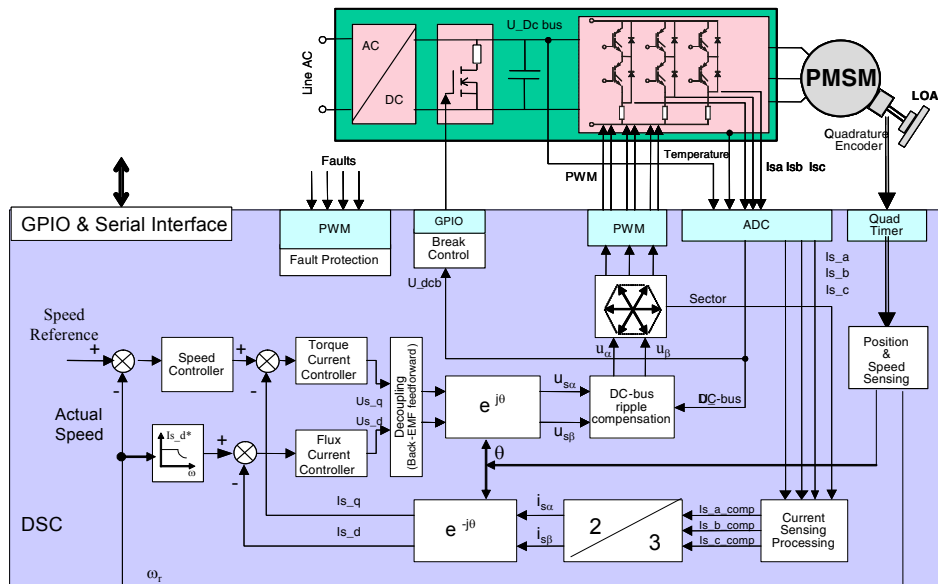 U_Dc bus
Line AC
AC
DC
PMSM
LOA
Quadrature
Encoder
Faults
PWM
Temperature
Isa Isb Isc
GPIO & Serial Interface
PWM
Fault Protection
GPIO
Break
Control
PWM
ADC
Quad
Timer
U_dcb
Is_a
Is_b
Is_c
Sector
Speed
Reference
+
-
Speed
Controller
+
-
Torque
Current
Controller
Us_q
Us_d
Decoupling
(Back-EMF feedforward)
e jθ
usα
usβ
uα
uβ
DC-bus
ripple
compensation
Position
&
Speed
Sensing
Actual
Speed
Is_d*
ω
+
-
Flux
Current
Controller
θ
DSC
Is_q
Is_d
e -jθ
isα
isβ
2
3
Is_a_comp
Is_b_comp
Is_c_comp
Current
Sensing
Processing
ωr